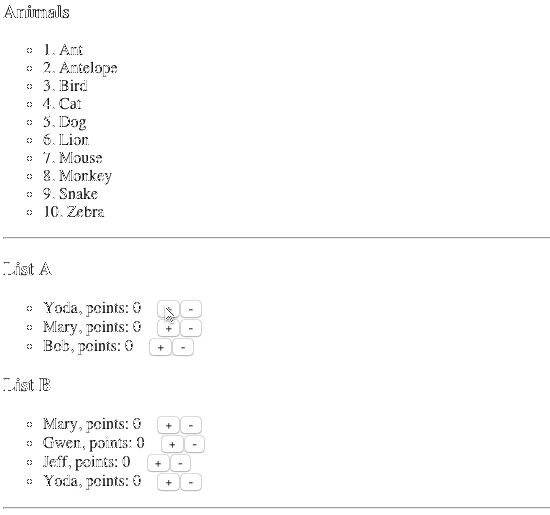 Animals
1. Ant
2. Antelope
3. Bird
4. Cat
5. Dog
6. Lion
7. Mouse
8. Monkey
9. Snake
10. Zebra
List A
Yoda, points: 0 + -
Mary, points: 0 + -
Bob, points: 0 + -
List B
Mary, points: 0 + -
Gwen, points: 0 + -
Jeff, points: 0 + -
Yoda, points: 0 + -